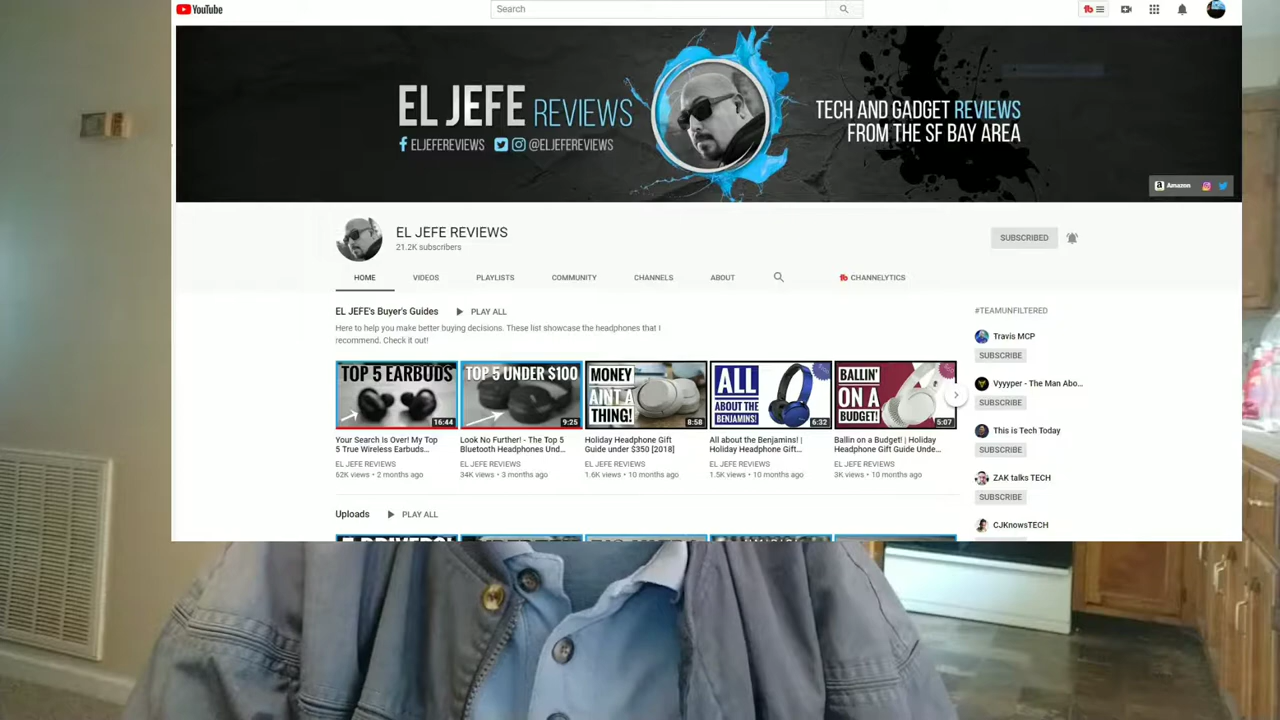 YouTube
Search
EL JEFE REVIEWS
ELJEFEREVIEWS @ELJEFEREVIEWS
TECH AND GADGET REVIEWS
FROM THE SF BAY AREA
Amazon
EL JEFE REVIEWS
21.2K subscribers
SUBSCRIBED
HOME VIDEOS PLAYLISTS COMMUNITY CHANNELS ABOUT CHANNELYTICS
EL JEFE's Buyer's Guides PLAY ALL
Here to help you make better buying decisions. These list showcase the headphones that I
recommend. Check it out!
TOP 5 EARBUDS
16:44
Your Search Is Over! My Top
5 True Wireless Earbuds...
EL JEFE REVIEWS
62K views • 2 months ago
TOP 5 UNDER $100
9:25
Look No Further! - The Top 5
Bluetooth Headphones Und...
EL JEFE REVIEWS
34K views • 3 months ago
MONEY
AINT A
THING!
8:58
Holiday Headphone Gift
Guide under $350 [2018]
EL JEFE REVIEWS
1.6K views • 10 months ago
ALL
ABOUT THE
BENJAMINS!
6:32
All about the Benjamins! |
Holiday Headphone Gift...
EL JEFE REVIEWS
1.5K views • 10 months ago
BALLIN'
ON A
BUDGET!
5:07
Ballin on a Budget! | Holiday
Headphone Gift Guide Unde...
EL JEFE REVIEWS
3K views • 10 months ago
#TEAMUNFILTERED
Travis MCP
SUBSCRIBE
Vyyyper - The Man Abo...
SUBSCRIBE
This is Tech Today
SUBSCRIBE
ZAK talks TECH
SUBSCRIBE
CJKnowsTECH
Uploads PLAY ALL